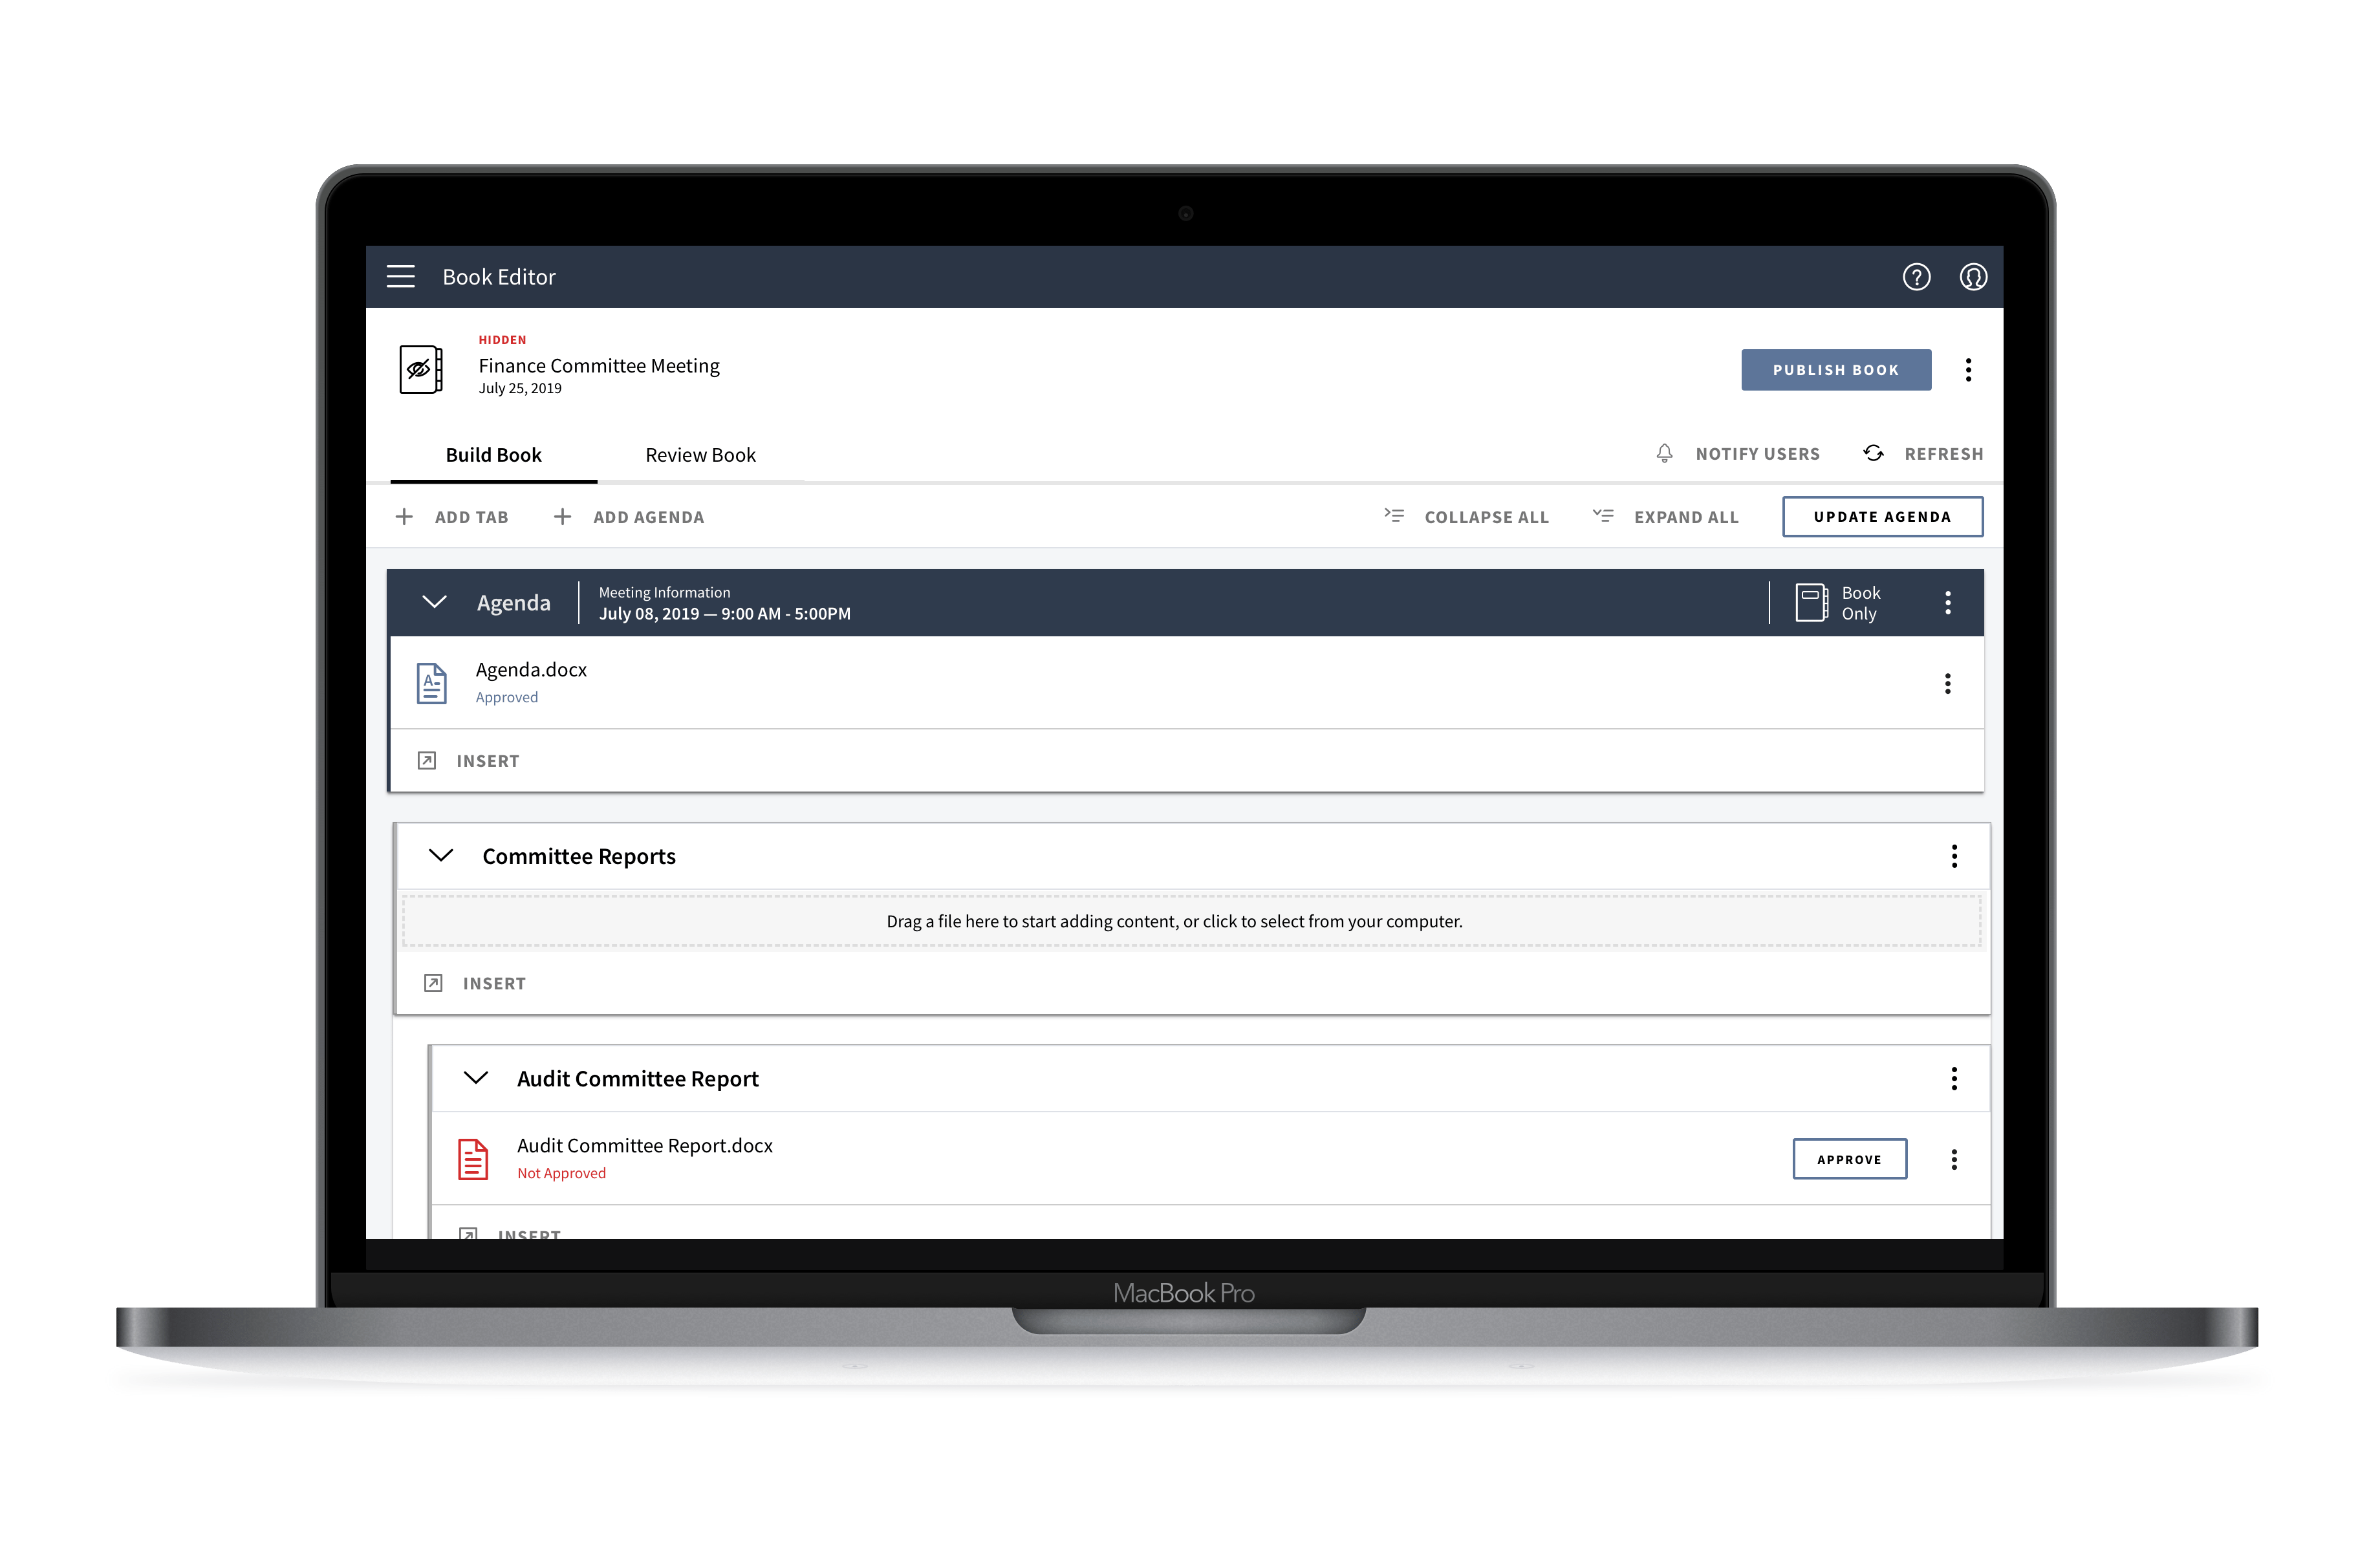 Book Editor
HIDDEN
Finance Committee Meeting
July 25, 2019
PUBLISH BOOK
Build Book
Review Book
NOTIFY USERS
REFRESH
ADD TAB
ADD AGENDA
COLLAPSE ALL
EXPAND ALL
UPDATE AGENDA
Agenda
Meeting Information
July 08, 2019 — 9:00 AM - 5:00PM
Book
Only
Agenda.docx
Approved
INSERT
Committee Reports
Drag a file here to start adding content, or click to select from your computer.
INSERT
Audit Committee Report
Audit Committee Report.docx
Not Approved
APPROVE
INSERT
MacBook Pro